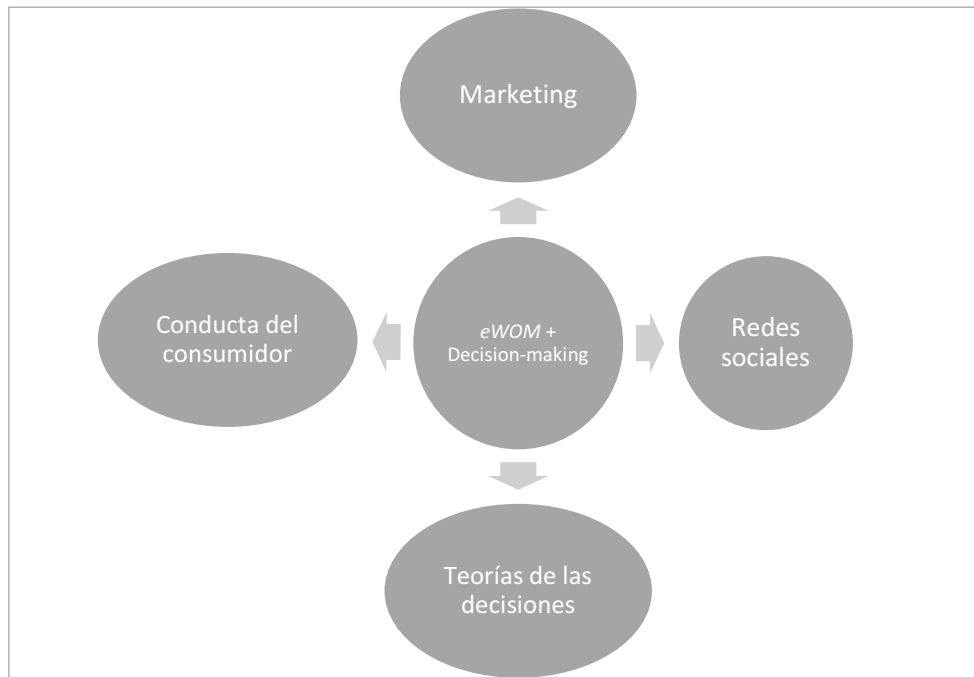 Marketing
Conducta del
consumidor
eWOM +
Decision-making
Redes
sociales
Teorías de las
decisiones